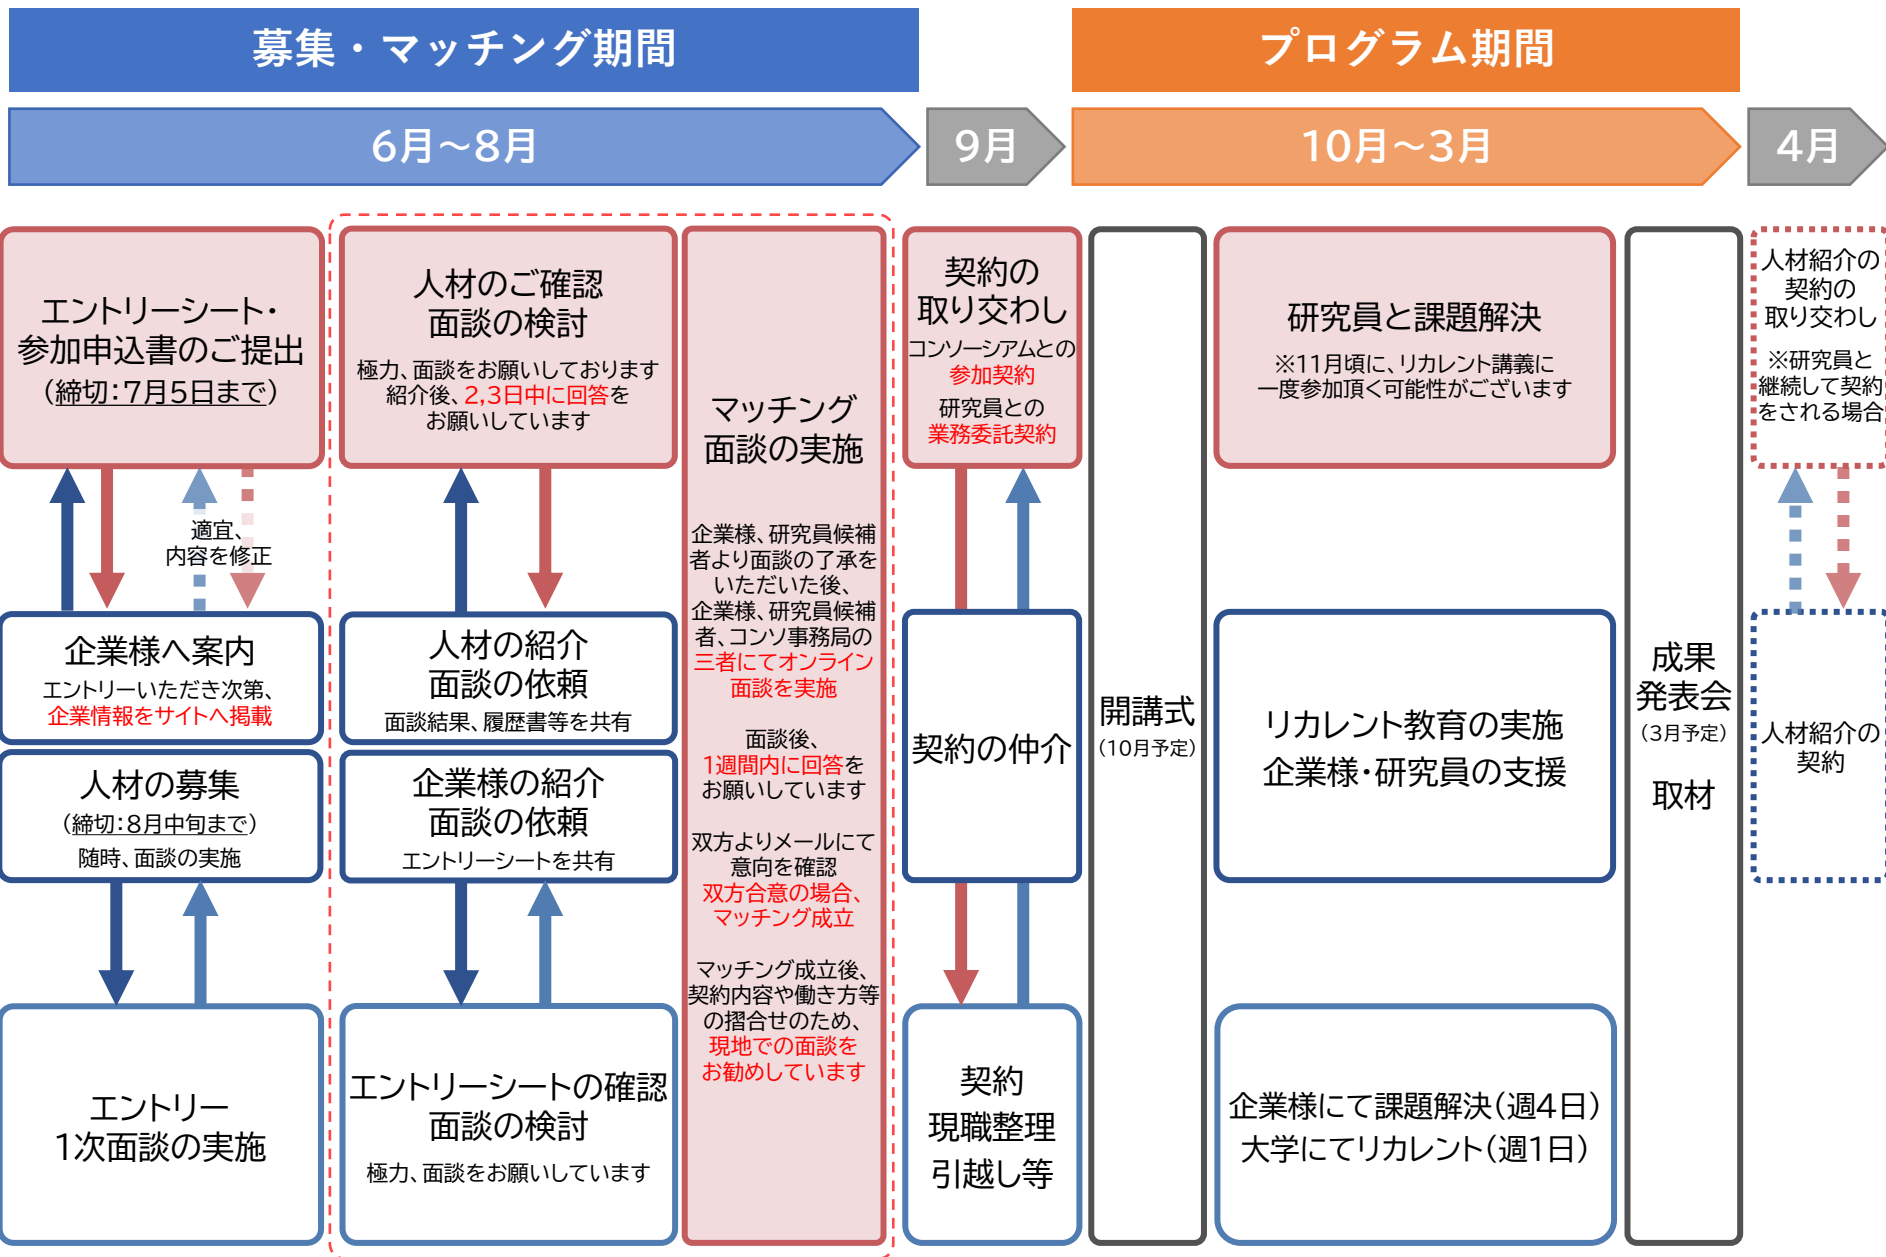 募集・マッチング期間
プログラム期間
6月～8月
9月
10月～3月
4月
エントリーシート・
参加申込書のご提出
（締切：7月5日まで）
適宜、
内容を修正
企業様へ案内
エントリーいただき次第、
企業情報をサイトへ掲載
人材の募集
（締切：8月中旬まで）
随時、面談の実施
エントリー
1次面談の実施
人材のご確認
面談の検討
極力、面談をお願いしております
紹介後、2,3日中に回答を
お願いしています
人材の紹介
面談の依頼
面談結果、履歴書等を共有
企業様の紹介
面談の依頼
エントリーシートを共有
エントリーシートの確認
面談の検討
極力、面談をお願いしています
マッチング
面談の実施
企業様、研究員候補
者より面談の了承を
いただいた後、
企業様、研究員候補
者、コンソ事務局の
三者にてオンライン
面談を実施
面談後、
1週間内に回答を
お願いしています
双方よりメールにて
意向を確認
双方合意の場合、
マッチング成立
マッチング成立後、
契約内容や働き方等
の摺合せのため、
現地での面談を
お勧めしています
契約の
取り交わし
コンソーシアムとの
参加契約
研究員との
業務委託契約
契約の仲介
契約
現職整理
引越し等
開講式
（10月予定）
研究員と課題解決
※11月頃に、リカレント講義に
一度参加頂く可能性がございます
リカレント教育の実施
企業様・研究員の支援
企業様にて課題解決（週4日）
大学にてリカレント（週1日）
成果
発表会
（3月予定）
取材
人材紹介の
契約の
取り交わし
※研究員と
継続して契約
をされる場合
人材紹介の
契約